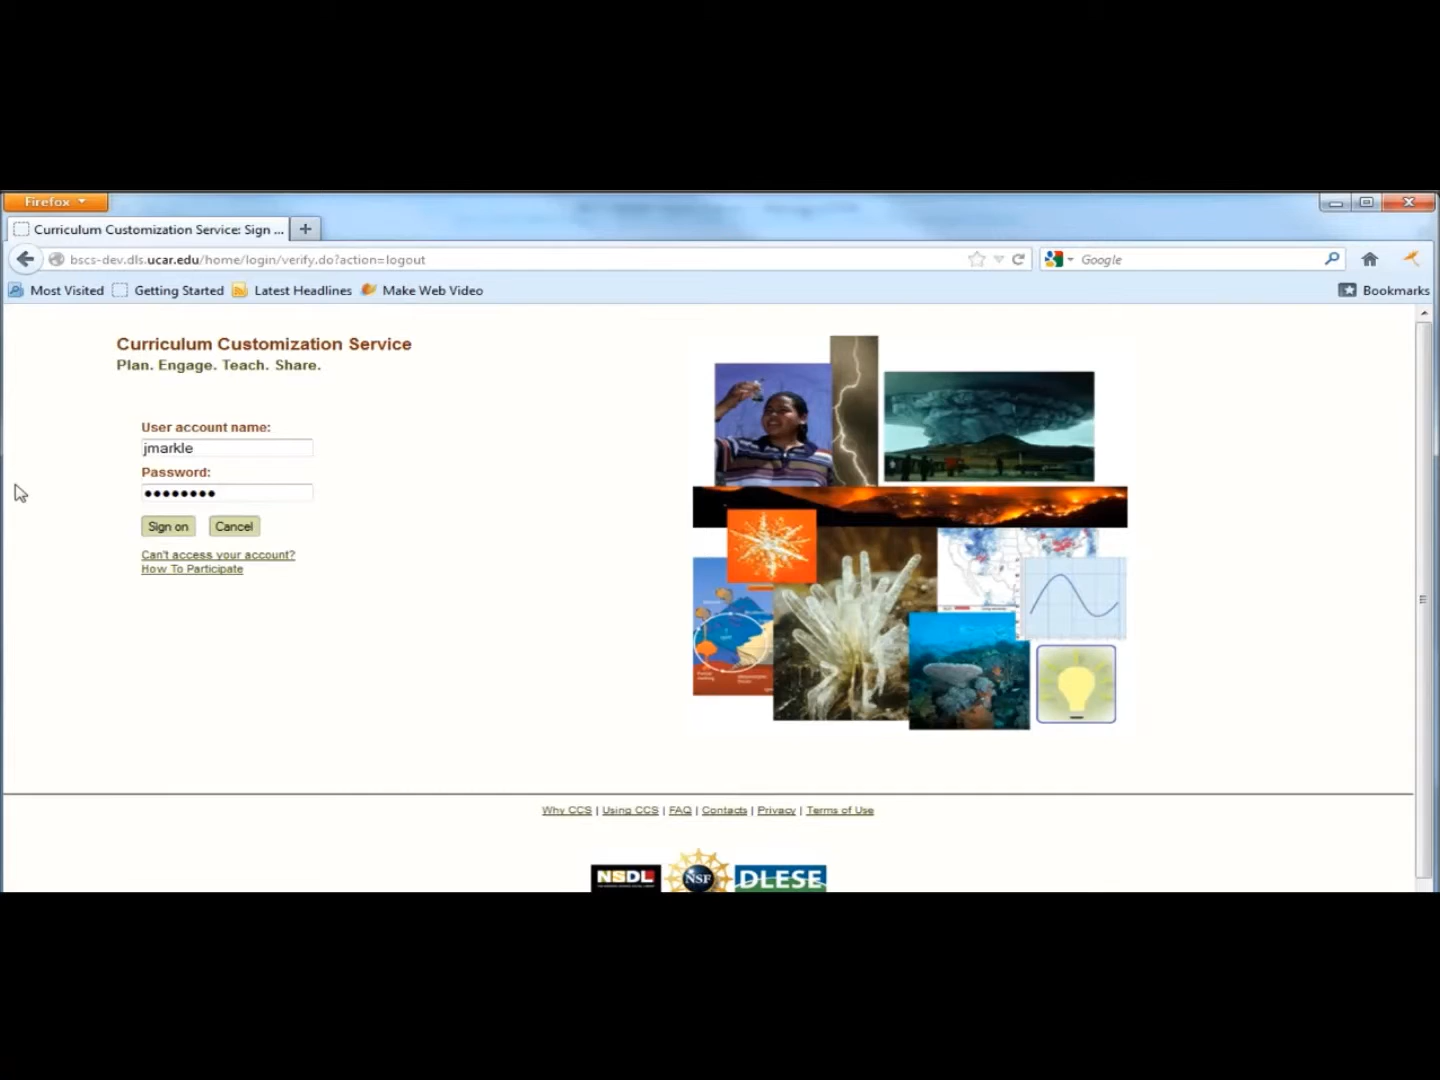 Firefox
Curriculum Customization Service: Sign ...
bscs-dev.dls.ucar.edu/home/login/verify.do?action=logout
Google
Most Visited
Getting Started
Latest Headlines
Make Web Video
Bookmarks
Curriculum Customization Service
Plan. Engage. Teach. Share.
User account name:
jmarkle
Password:
Sign on
Cancel
Can't access your account?
How To Participate
Why CCS | Using CCS | FAQ | Contacts | Privacy | Terms of Use
NSDL
NSF
DLESE